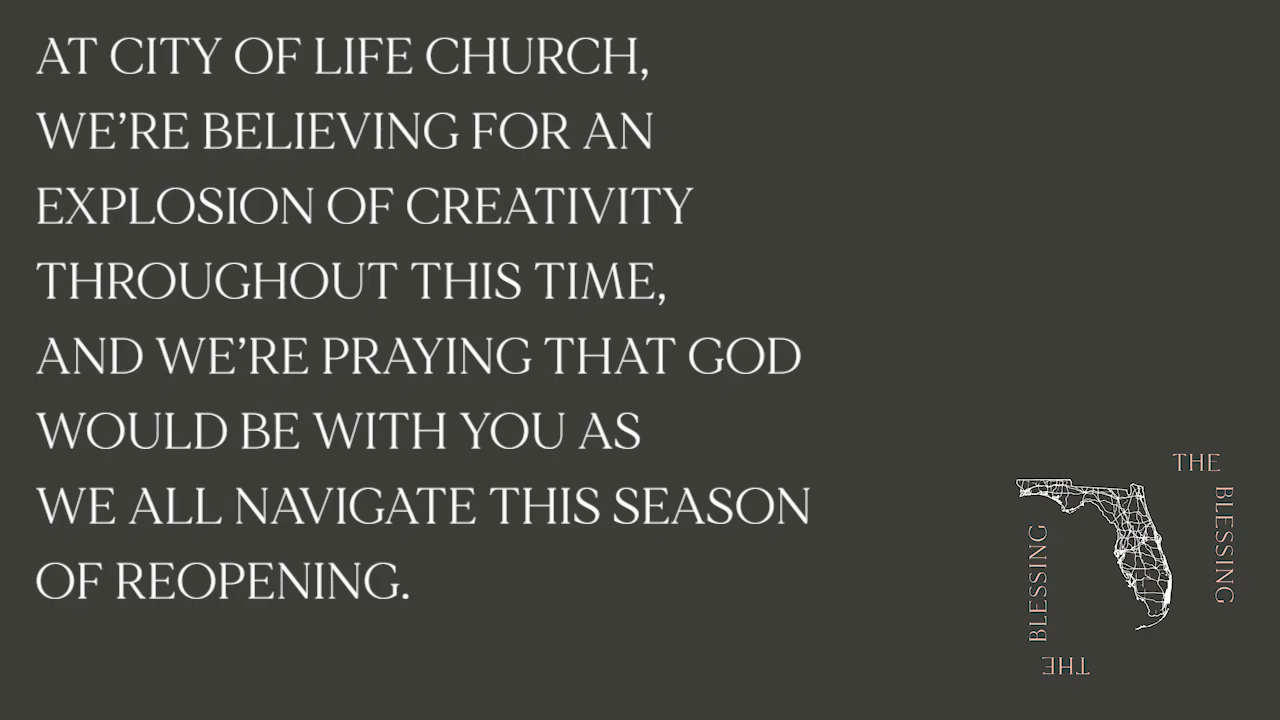 AT CITY OF LIFE CHURCH,
WE’RE BELIEVING FOR AN
EXPLOSION OF CREATIVITY
THROUGHOUT THIS TIME,
AND WE’RE PRAYING THAT GOD
WOULD BE WITH YOU AS
WE ALL NAVIGATE THIS SEASON
OF REOPENING.
THE
BLESSING
THE
BLESSING